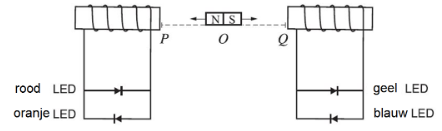 N S
P O Q
rood LED geel LED
oranje LED blauw LED